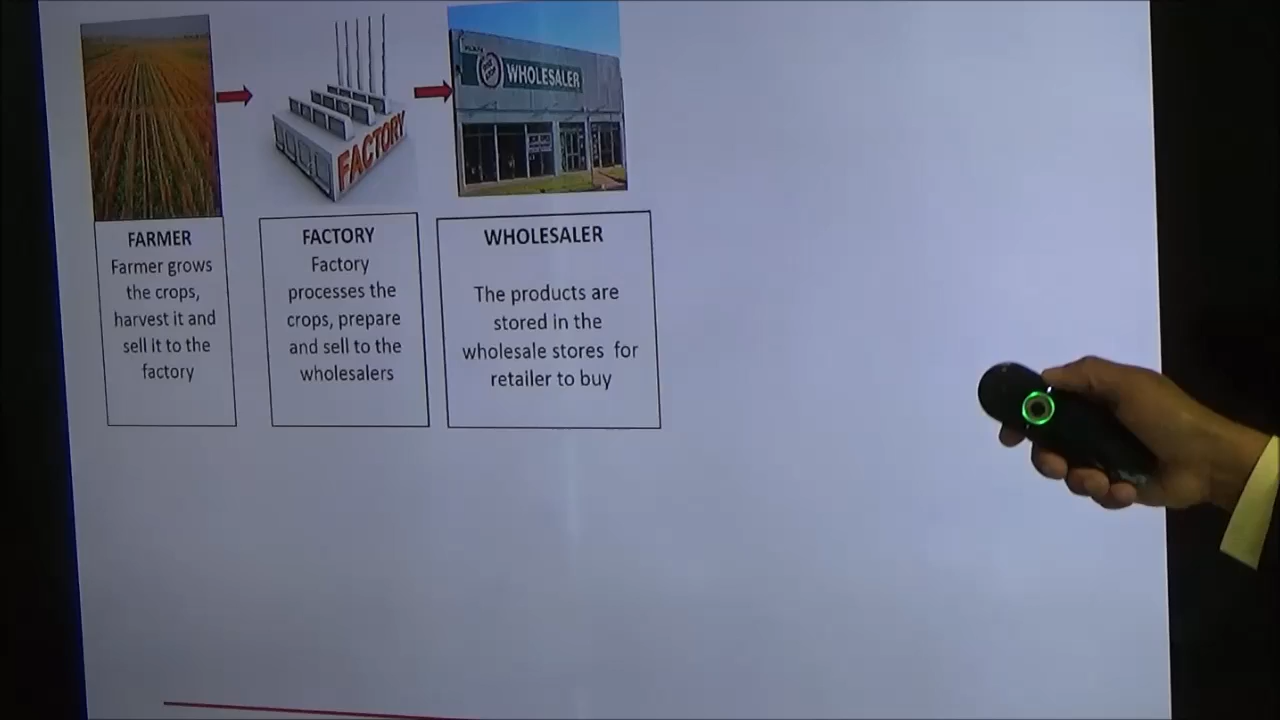 WHOLESALER
FACTORY
FARMER
Farmer grows
the crops,
harvest it and
sell it to the
factory
FACTORY
Factory
processes the
crops, prepare
and sell to the
wholesalers
WHOLESALER
The products are
stored in the
wholesale stores for
retailer to buy